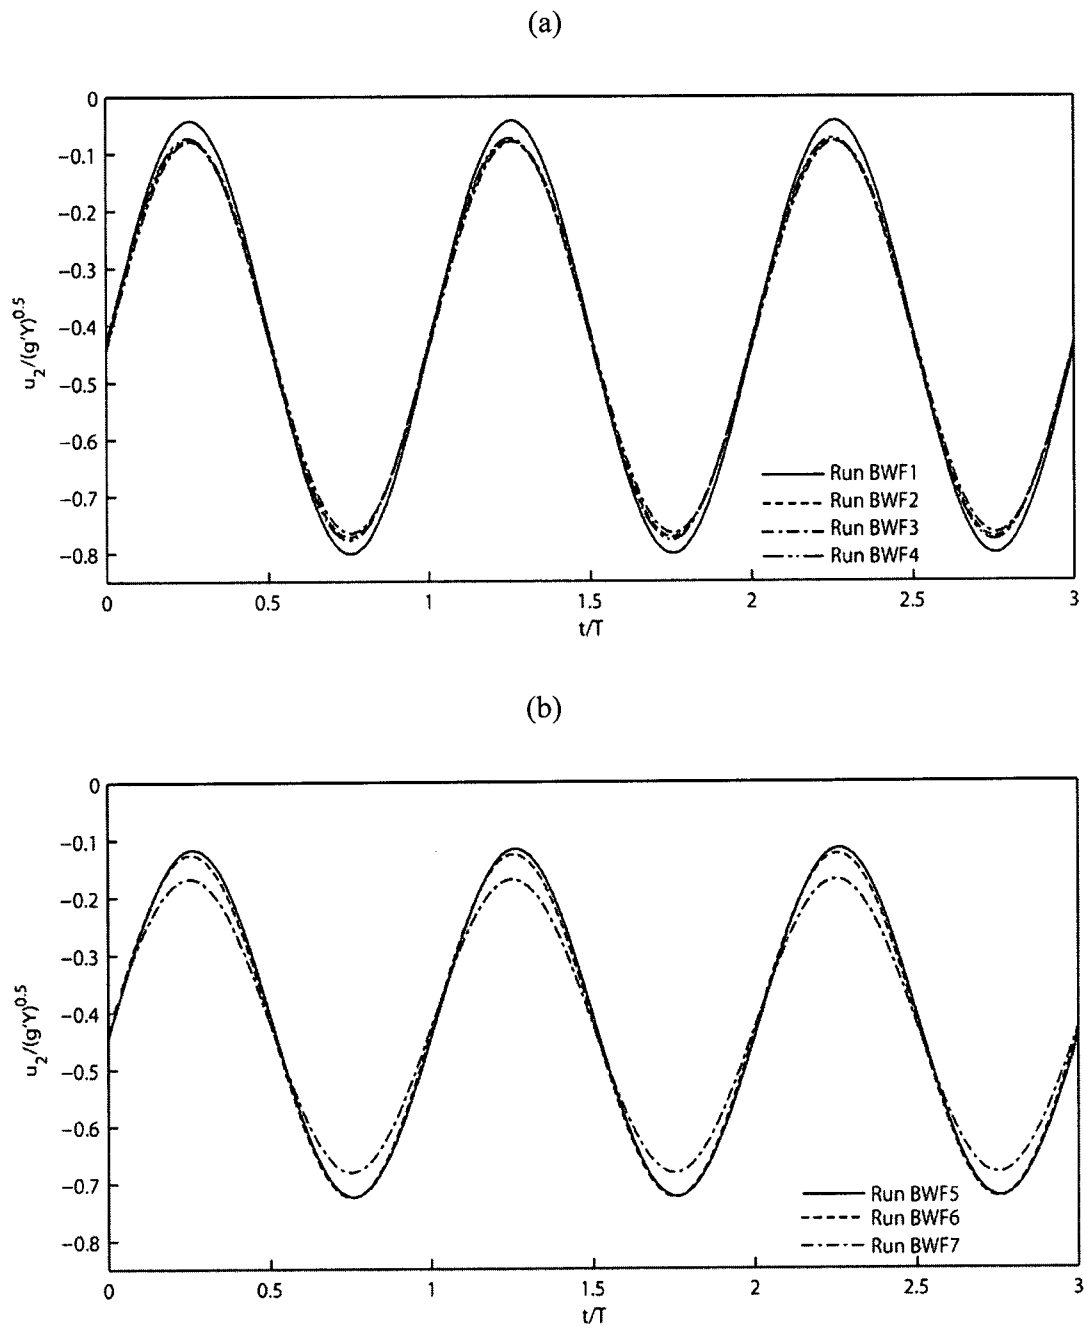 (a)
0
−0.1
−0.2
−0.3
−0.4
−0.5
−0.6
−0.7
−0.8
u2/(g'Y)^0.5
Run BWF1
Run BWF2
Run BWF3
Run BWF4
0 0.5 1 1.5 2 2.5 3
t/T
(b)
0
−0.1
−0.2
−0.3
−0.4
−0.5
−0.6
−0.7
−0.8
u2/(g'Y)^0.5
Run BWF5
Run BWF6
Run BWF7
0 0.5 1 1.5 2 2.5 3
t/T